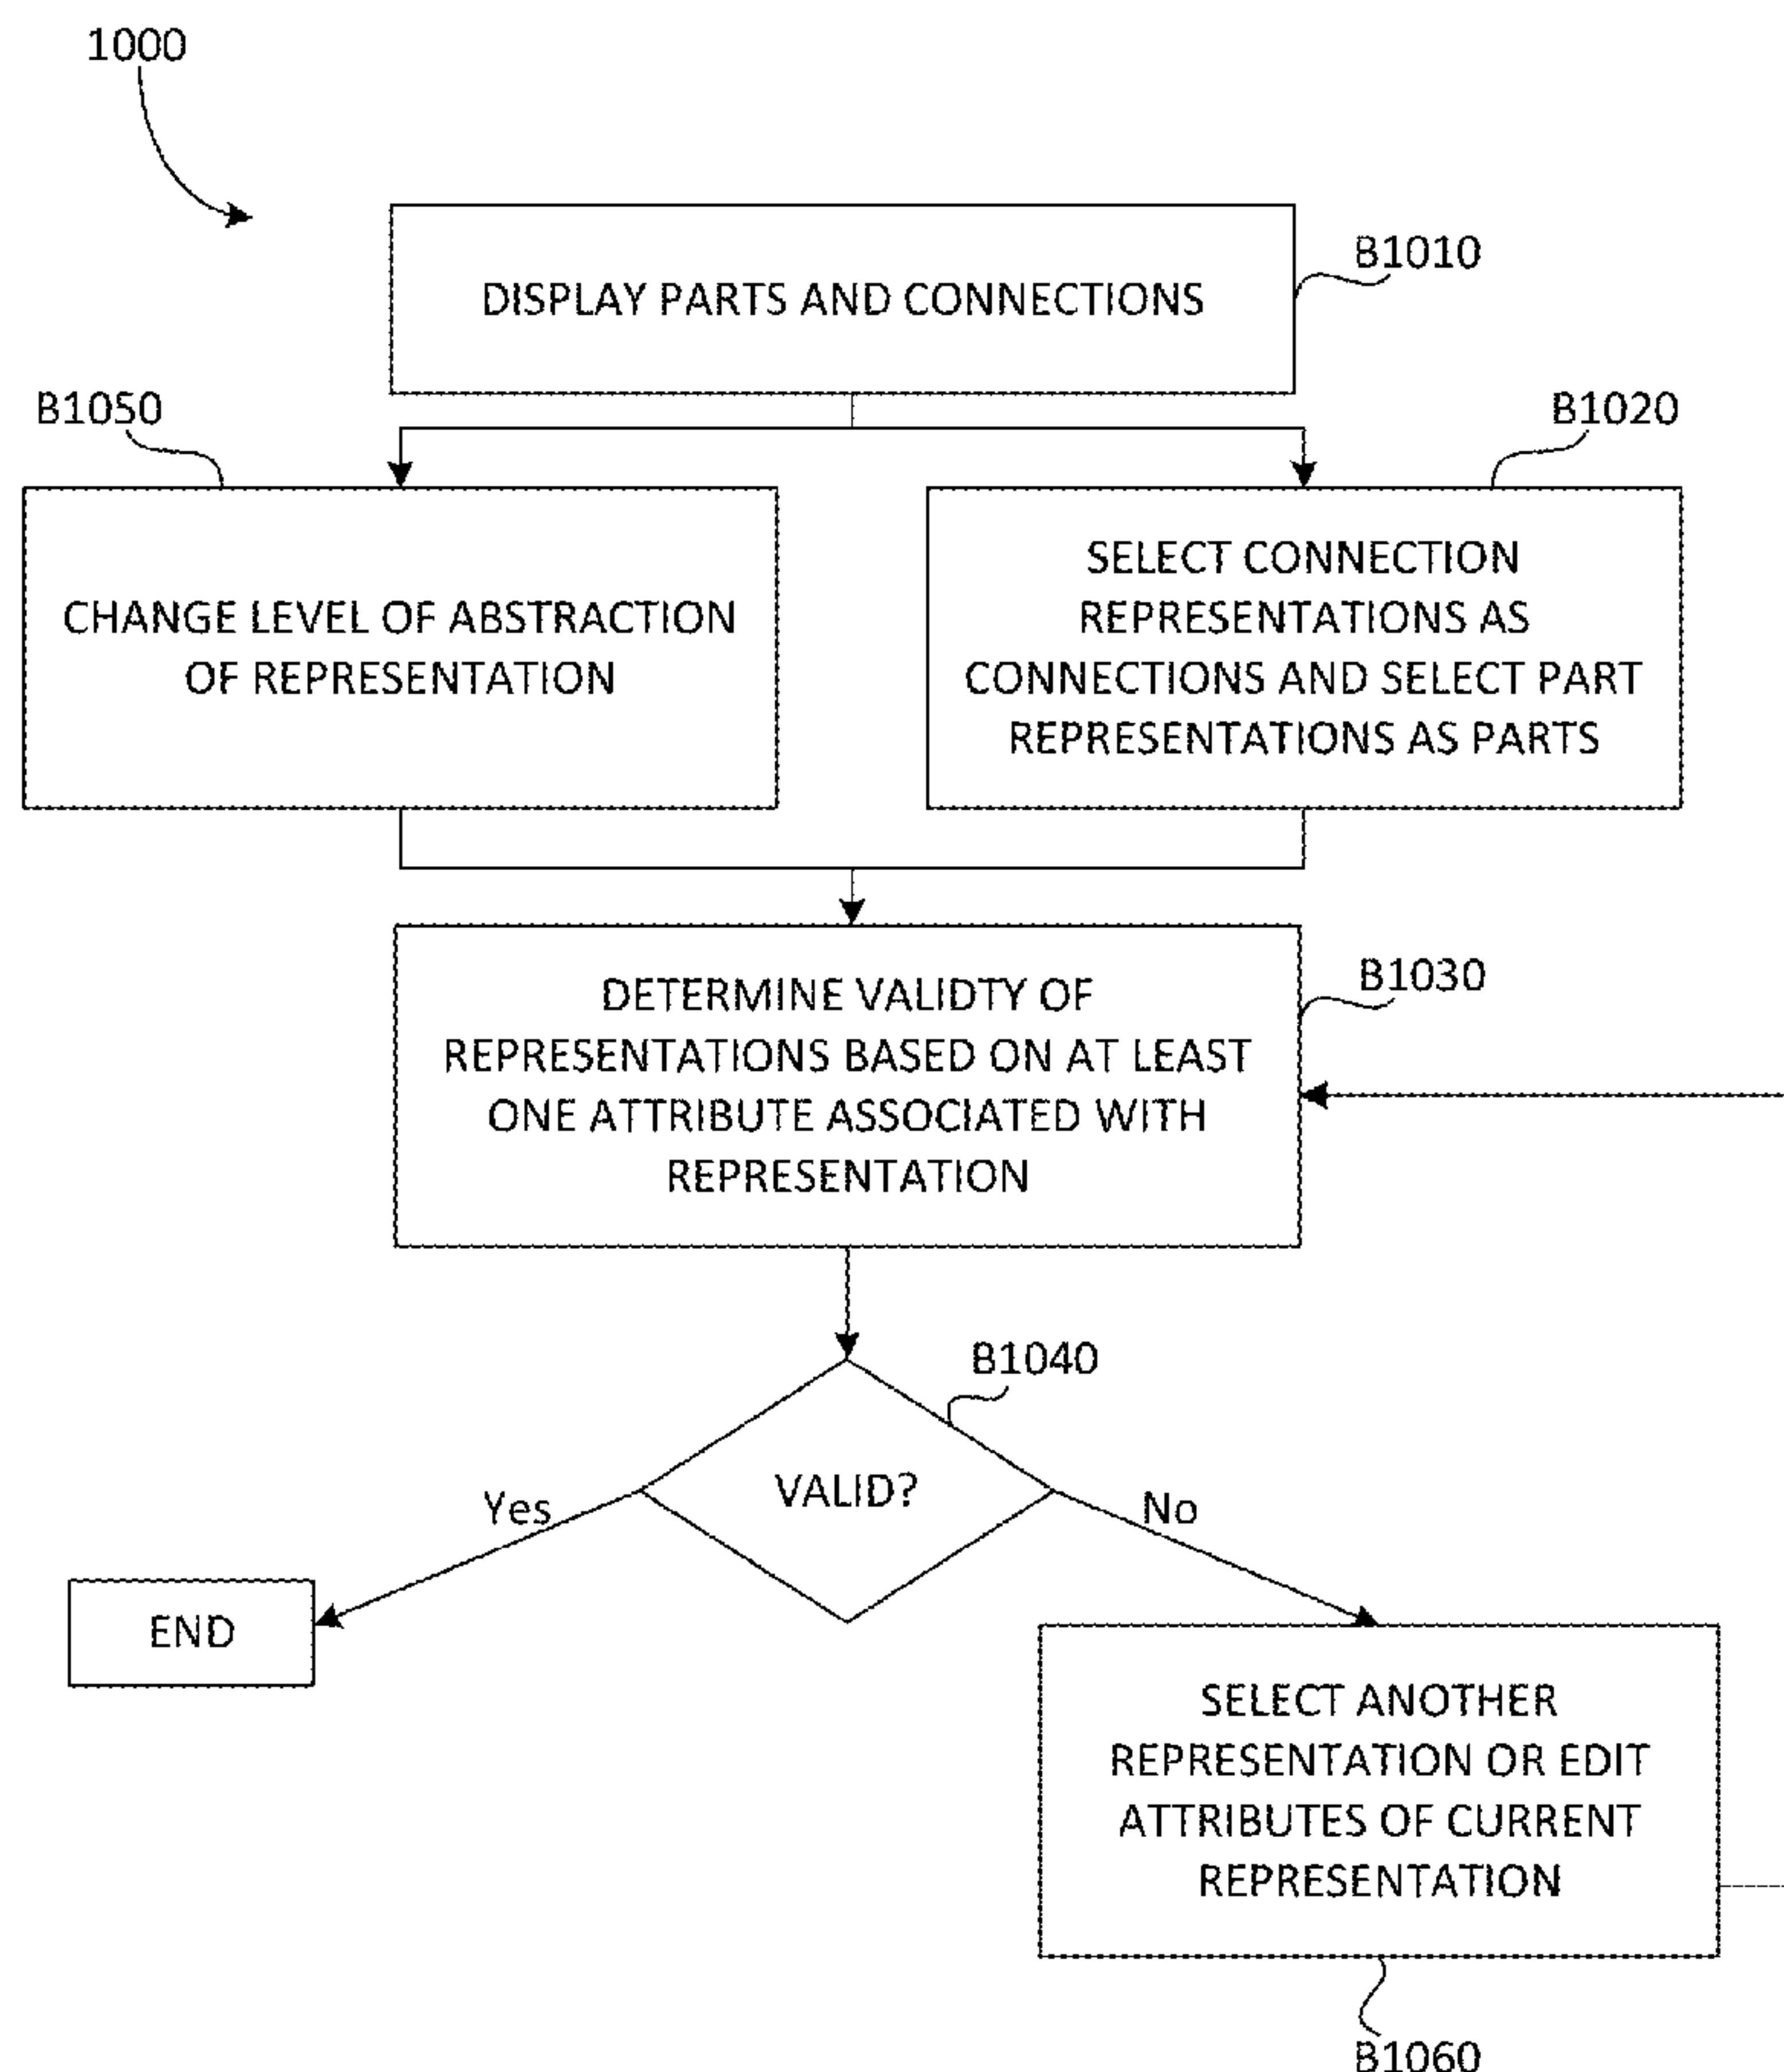 1000
DISPLAY PARTS AND CONNECTIONS
B1010
B1050
B1020
CHANGE LEVEL OF ABSTRACTION
OF REPRESENTATION
SELECT CONNECTION
REPRESENTATIONS AS
CONNECTIONS AND SELECT PART
REPRESENTATIONS AS PARTS
DETERMINE VALIDTY OF
REPRESENTATIONS BASED ON AT LEAST
ONE ATTRIBUTE ASSOCIATED WITH
REPRESENTATION
B1030
B1040
VALID?
Yes
No
END
SELECT ANOTHER
REPRESENTATION OR EDIT
ATTRIBUTES OF CURRENT
REPRESENTATION
B1060